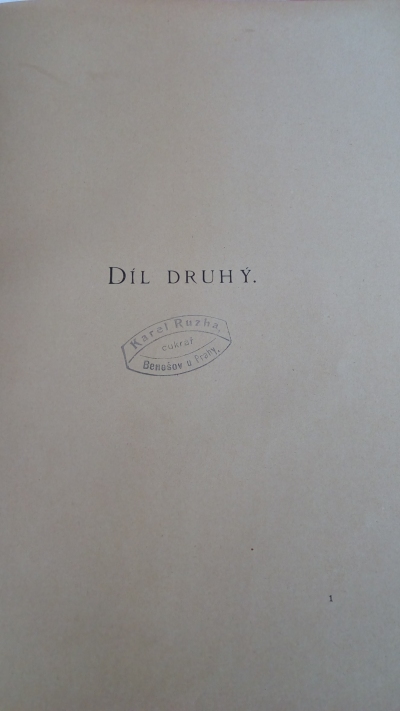 DÍL DRUHÝ.
Karel Ruzha,
cukrář
Benešov u Prahy.
1